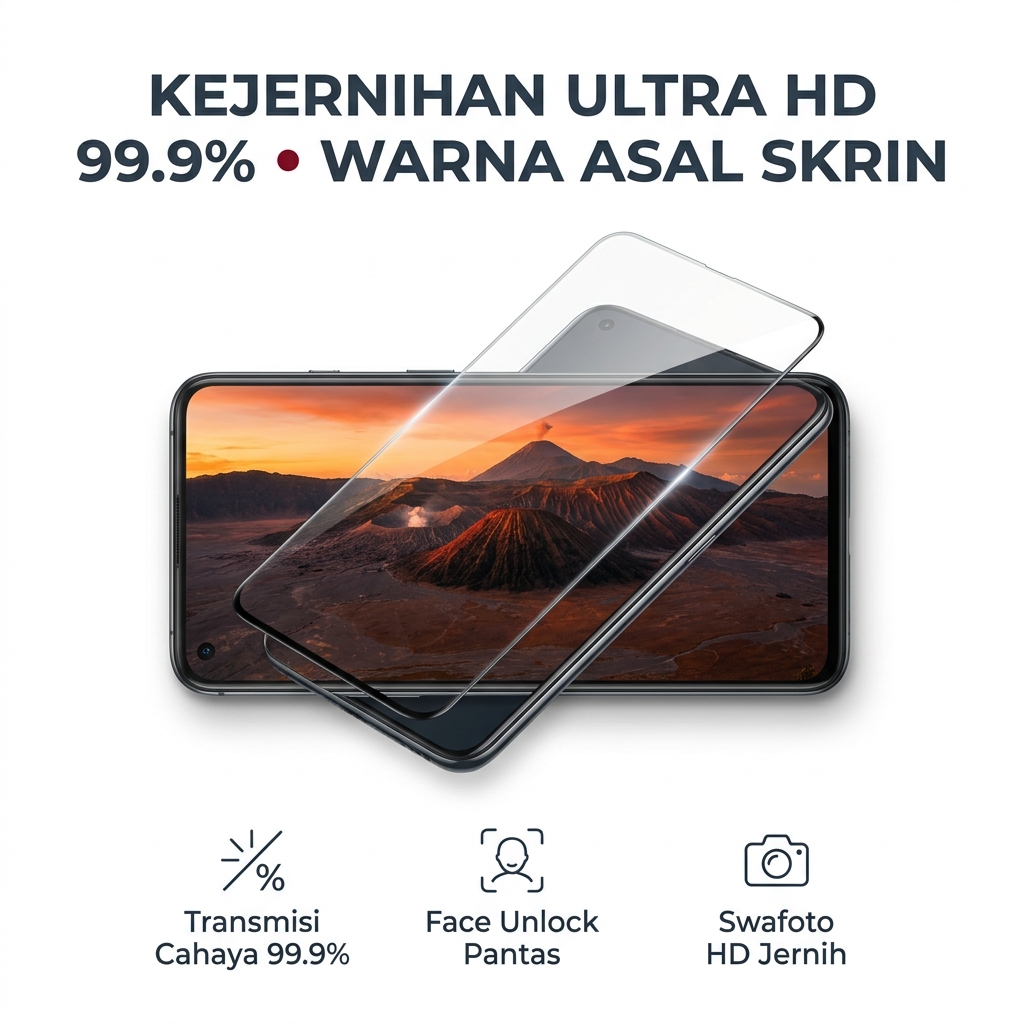 KEJERNIHAN ULTRA HD
99.9% • WARNA ASAL SKRIN
%
Transmisi
Cahaya 99.9%
Face Unlock
Pantas
Swafoto
HD Jernih